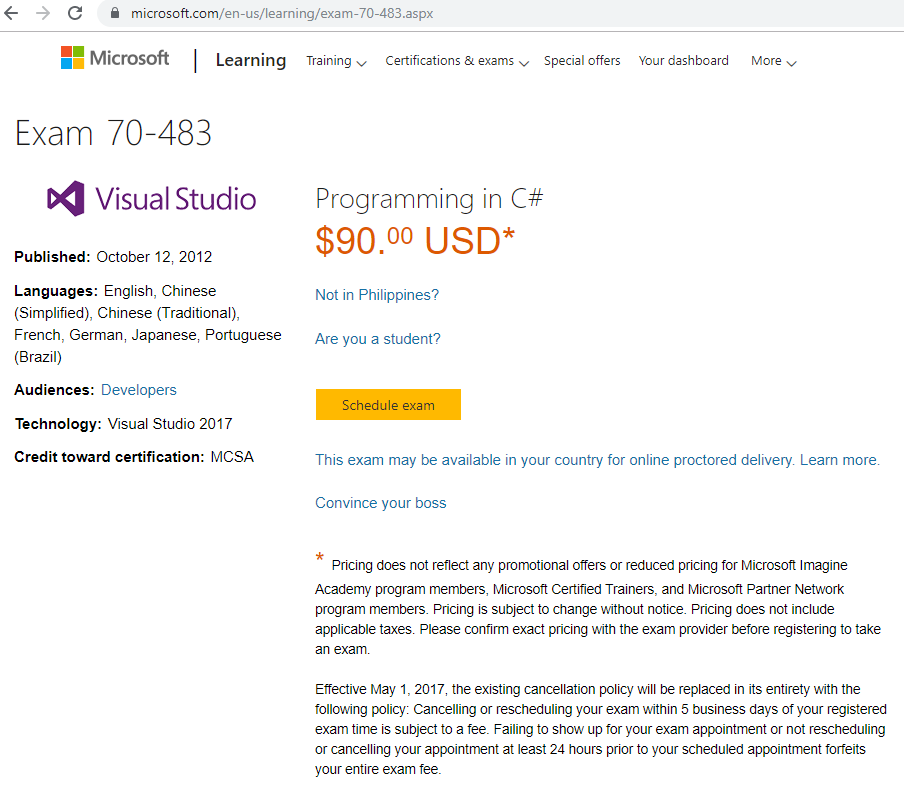 microsoft.com/en-us/learning/exam-70-483.aspx
Microsoft | Learning Training Certifications & exams Special offers Your dashboard More
Exam 70-483
Visual Studio
Published: October 12, 2012
Languages: English, Chinese
(Simplified), Chinese (Traditional),
French, German, Japanese, Portuguese
(Brazil)
Audiences: Developers
Technology: Visual Studio 2017
Credit toward certification: MCSA
Programming in C#
$90.00 USD*
Not in Philippines?
Are you a student?
Schedule exam
This exam may be available in your country for online proctored delivery. Learn more.
Convince your boss
* Pricing does not reflect any promotional offers or reduced pricing for Microsoft Imagine
Academy program members, Microsoft Certified Trainers, and Microsoft Partner Network
program members. Pricing is subject to change without notice. Pricing does not include
applicable taxes. Please confirm exact pricing with the exam provider before registering to take
an exam.
Effective May 1, 2017, the existing cancellation policy will be replaced in its entirety with the
following policy: Cancelling or rescheduling your exam within 5 business days of your registered
exam time is subject to a fee. Failing to show up for your exam appointment or not rescheduling
or cancelling your appointment at least 24 hours prior to your scheduled appointment forfeits
your entire exam fee.